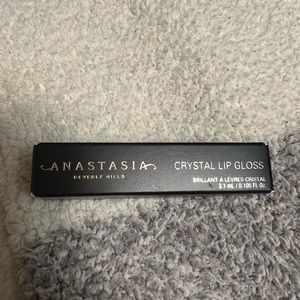 ANASTASIA
BEVERLY HILLS
CRYSTAL LIP GLOSS
BRILLANT À LÈVRES CRISTAL
3.1 mL / 0.105 Fl. Oz.